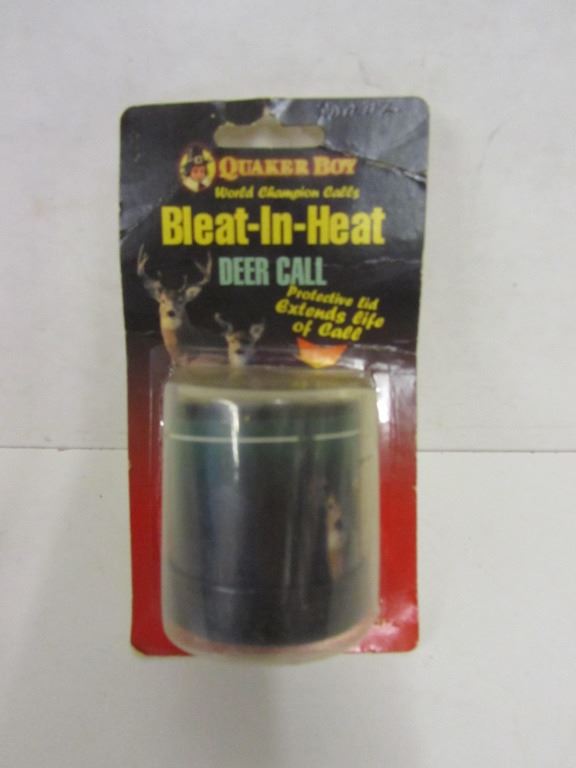 QUAKER BOY
World Champion Calls
Bleat-In-Heat
DEER CALL
Protective Lid
Extends life
of Call